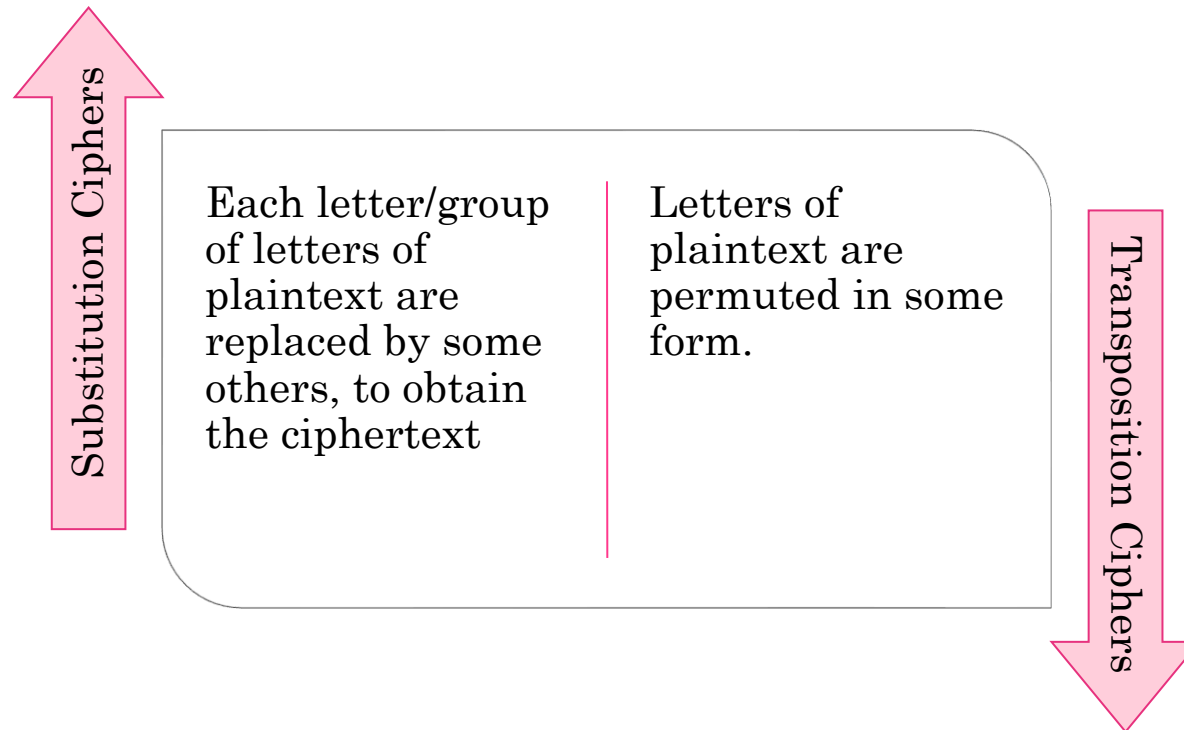 Substitution Ciphers
Each letter/group
of letters of
plaintext are
replaced by some
others, to obtain
the ciphertext
Letters of
plaintext are
permuted in some
form.
Transposition Ciphers